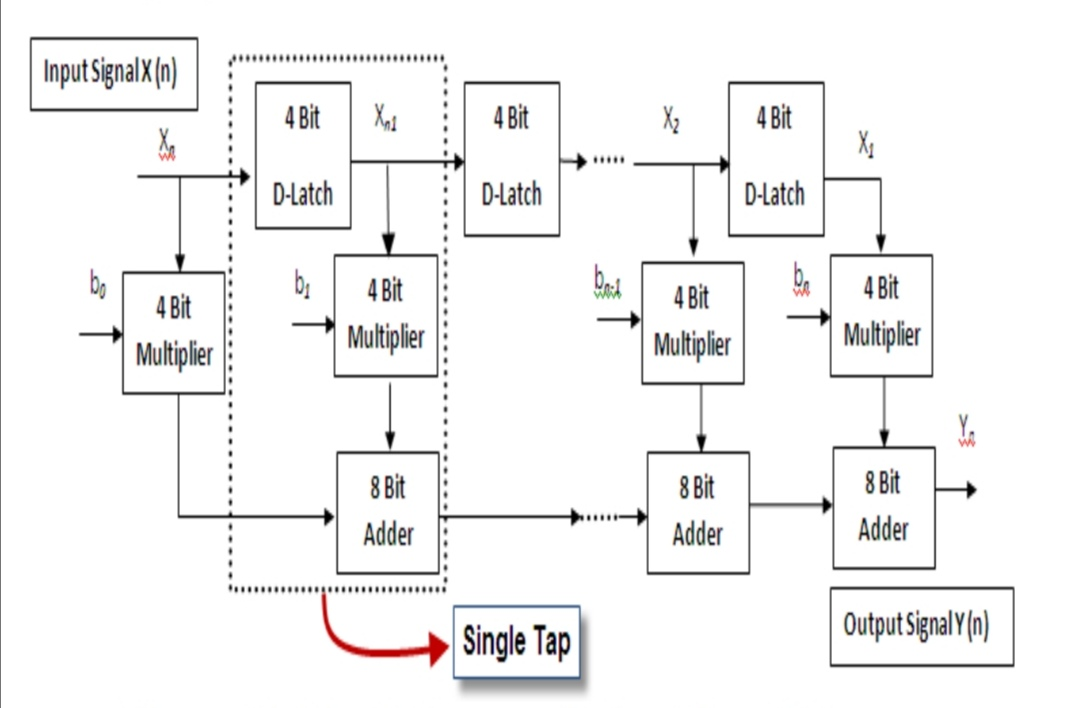 Input Signal X (n)
Xn
4 Bit
D-Latch
Xn1
4 Bit
D-Latch
.....
X2
4 Bit
D-Latch
X1
b0
4 Bit
Multiplier
b1
4 Bit
Multiplier
bn-1
4 Bit
Multiplier
bn
4 Bit
Multiplier
8 Bit
Adder
......
8 Bit
Adder
8 Bit
Adder
Yn
Output Signal Y (n)
Single Tap